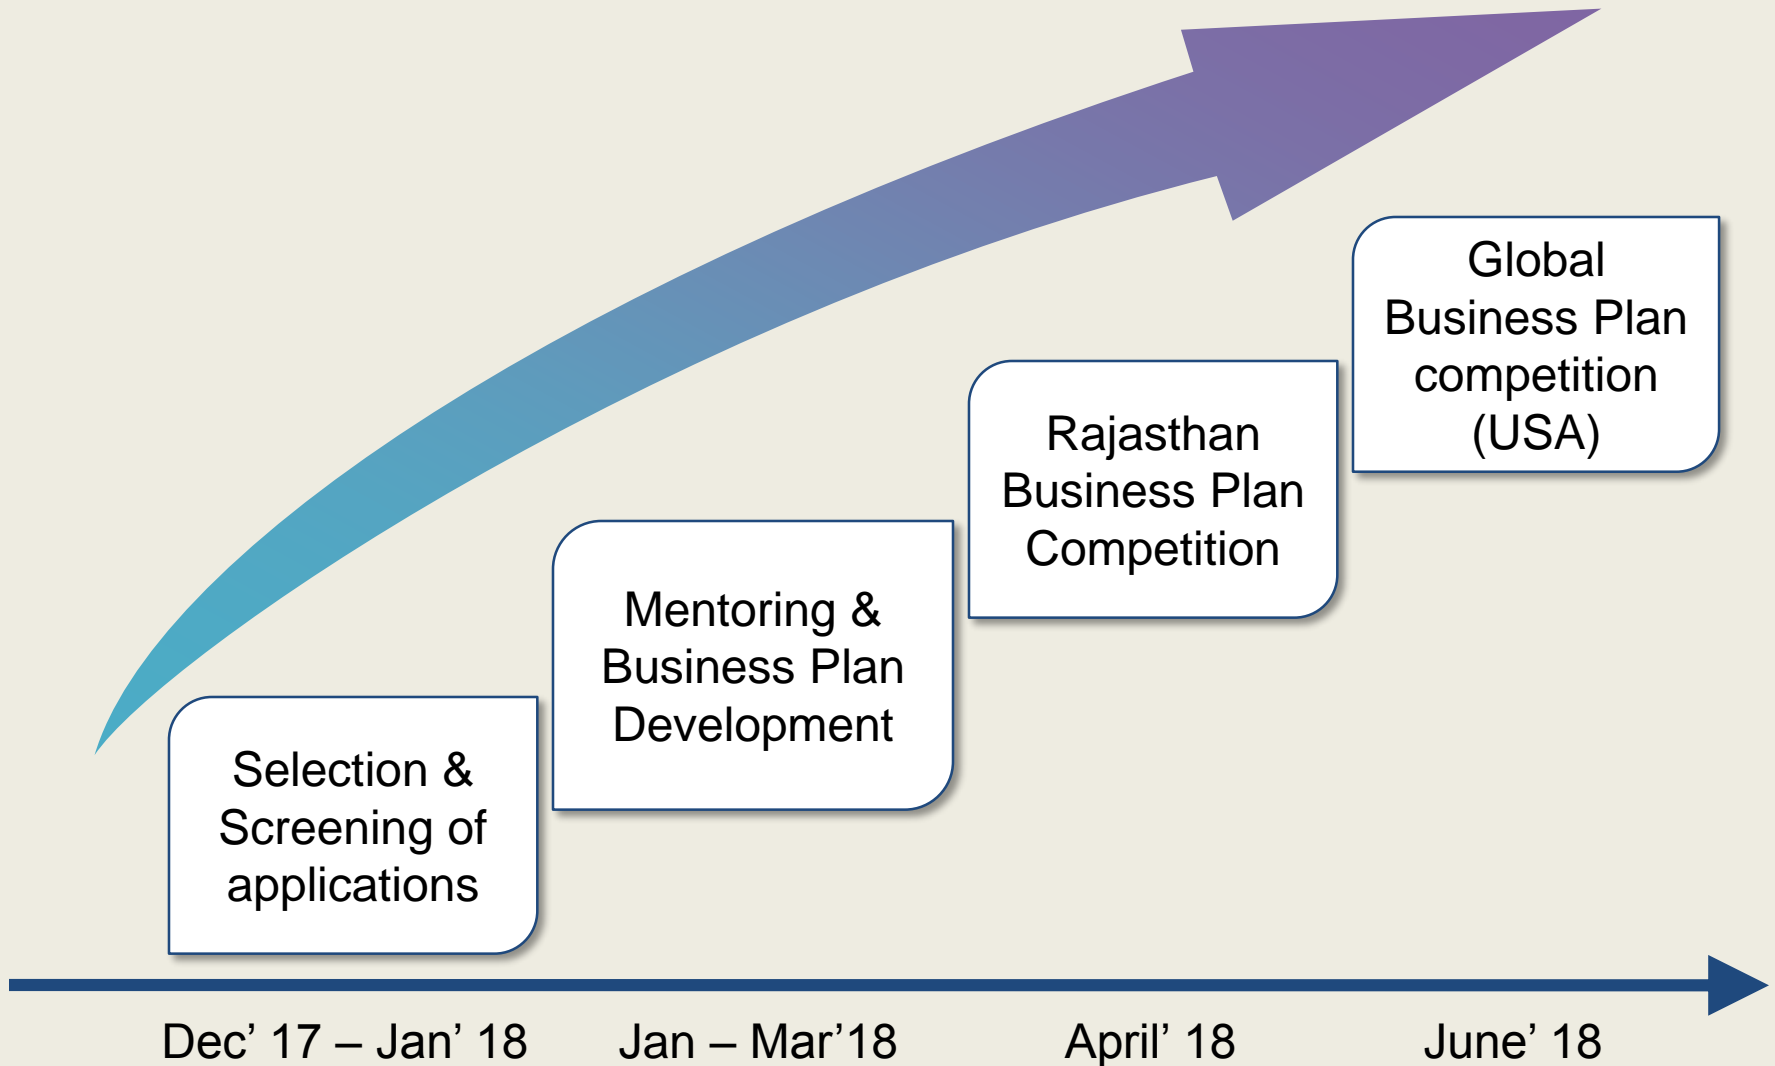 Global
Business Plan
competition
(USA)
Rajasthan
Business Plan
Competition
Mentoring &
Business Plan
Development
Selection &
Screening of
applications
Dec’ 17 – Jan’ 18
Jan – Mar’18
April’ 18
June’ 18